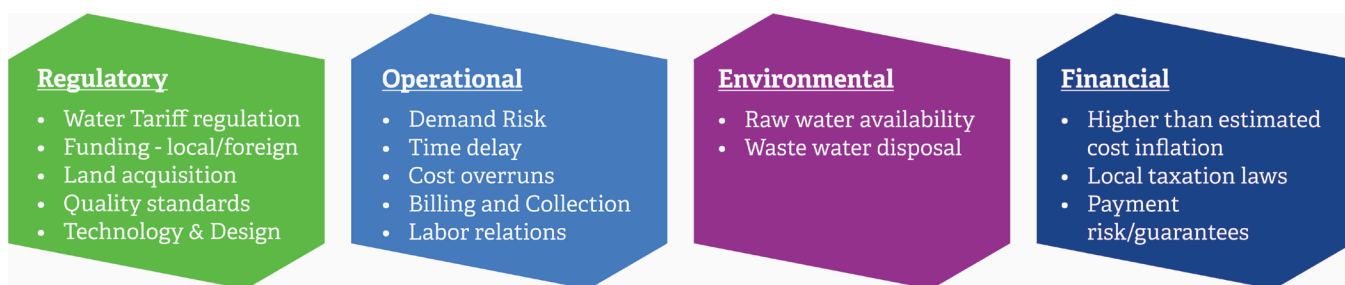 Regulatory
• Water Tariff regulation
• Funding - local/foreign
• Land acquisition
• Quality standards
• Technology & Design
Operational
• Demand Risk
• Time delay
• Cost overruns
• Billing and Collection
• Labor relations
Environmental
• Raw water availability
• Waste water disposal
Financial
• Higher than estimated
cost inflation
• Local taxation laws
• Payment
risk/guarantees